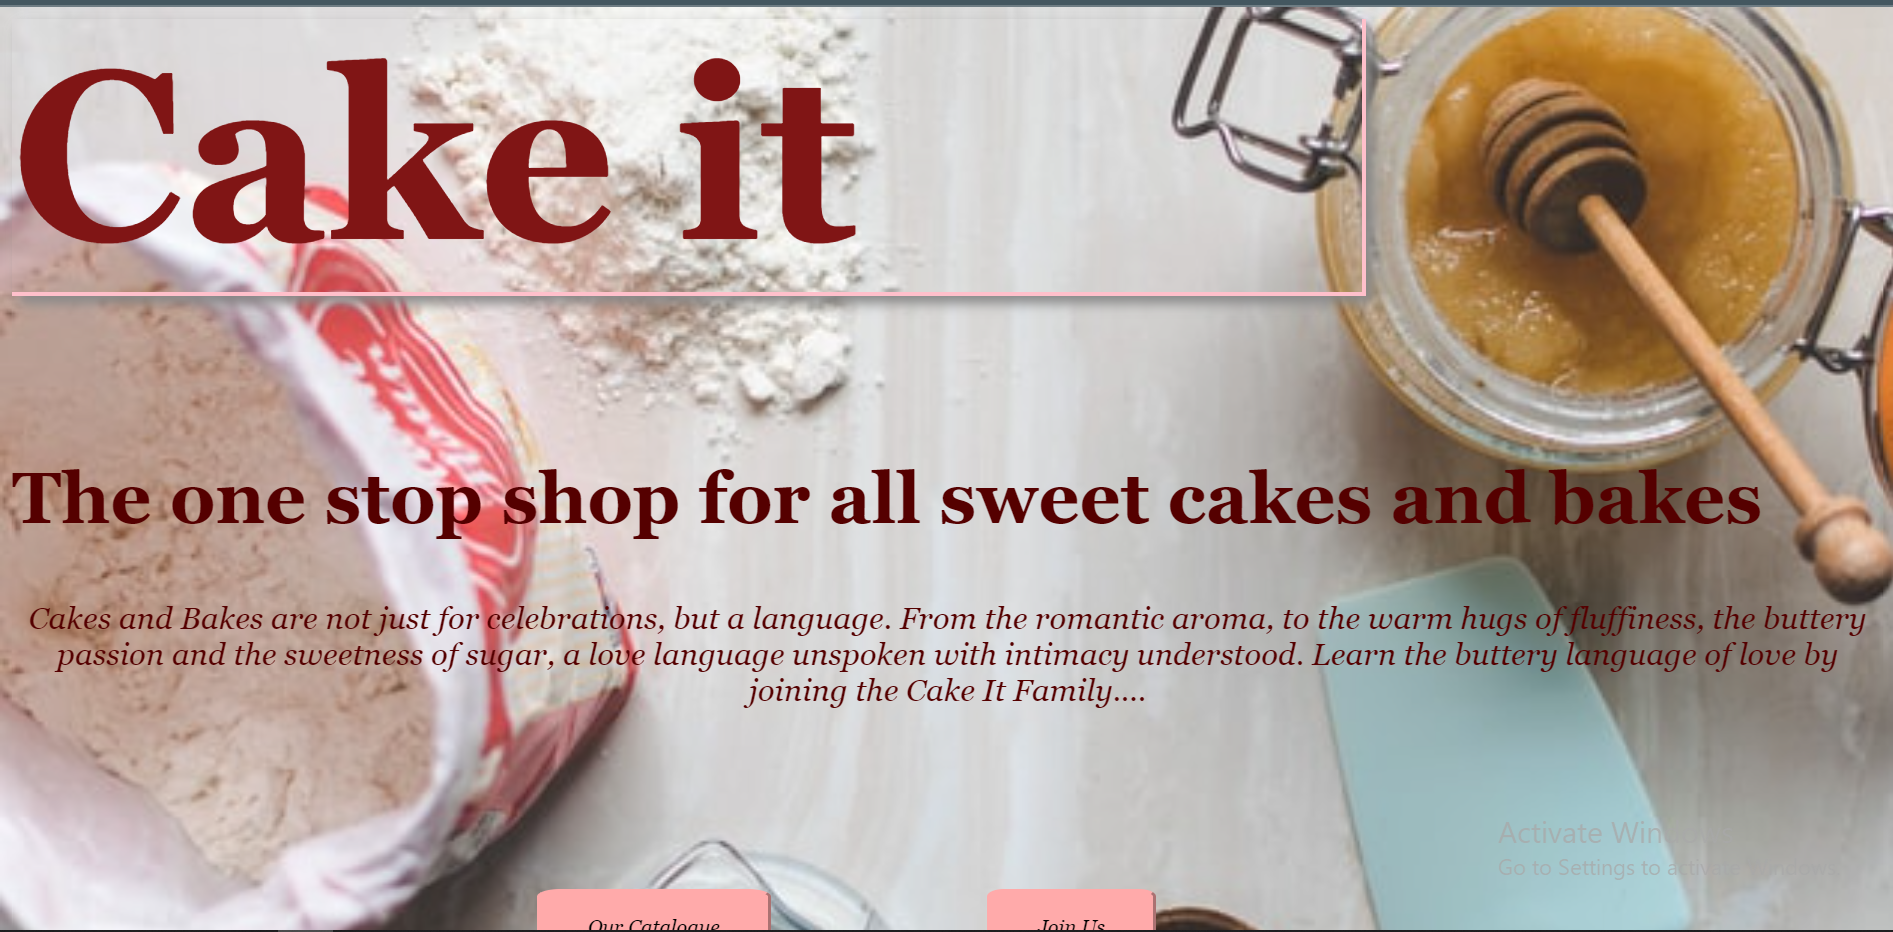 Cake it
The one stop shop for all sweet cakes and bakes
Cakes and Bakes are not just for celebrations, but a language. From the romantic aroma, to the warm hugs of fluffiness, the buttery
passion and the sweetness of sugar, a love language unspoken with intimacy understood. Learn the buttery language of love by
joining the Cake It Family....
Activate Win
Go to Settings to activate Windows.
Our Catalogue
Join Us